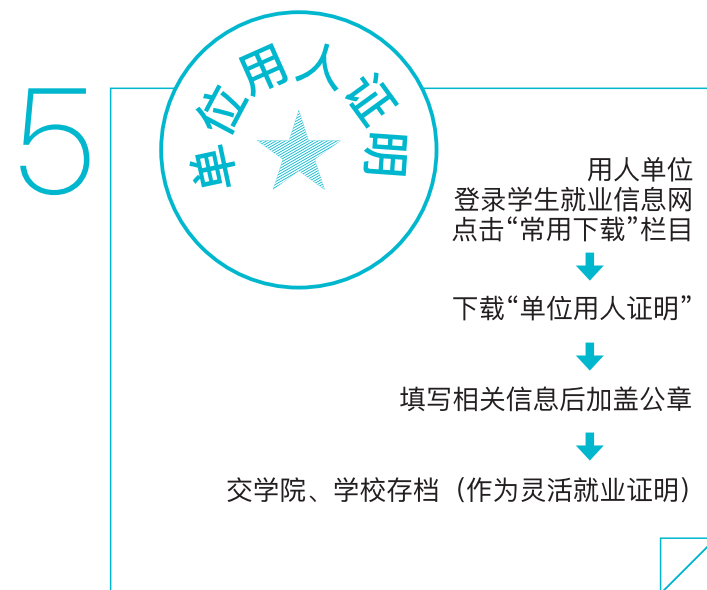 5
单位用人证明
用人单位
登录学生就业信息网
点击“常用下载”栏目
下载“单位用人证明”
填写相关信息后加盖公章
交学院、学校存档（作为灵活就业证明）